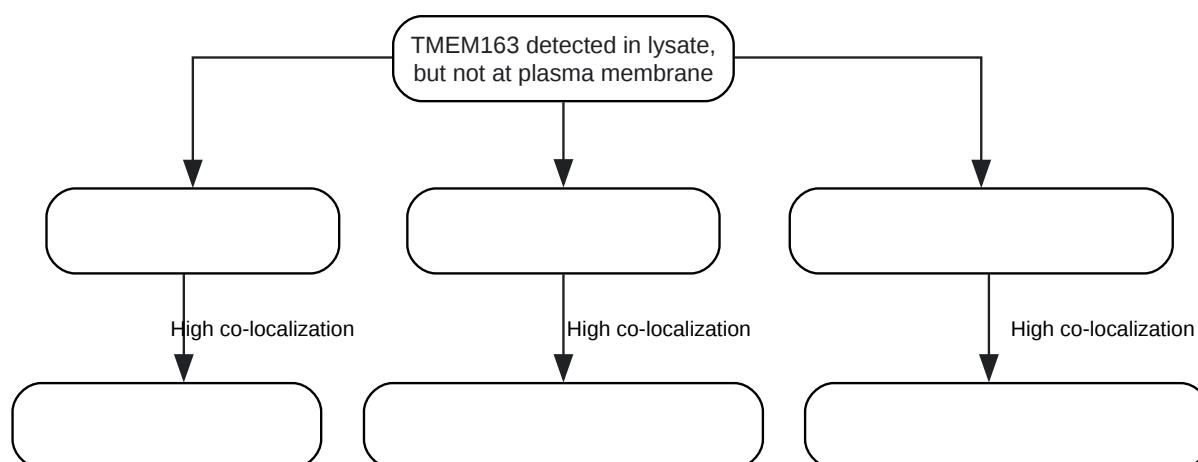 TMEM163 detected in lysate,
but not at plasma membrane
High co-localization
High co-localization
High co-localization